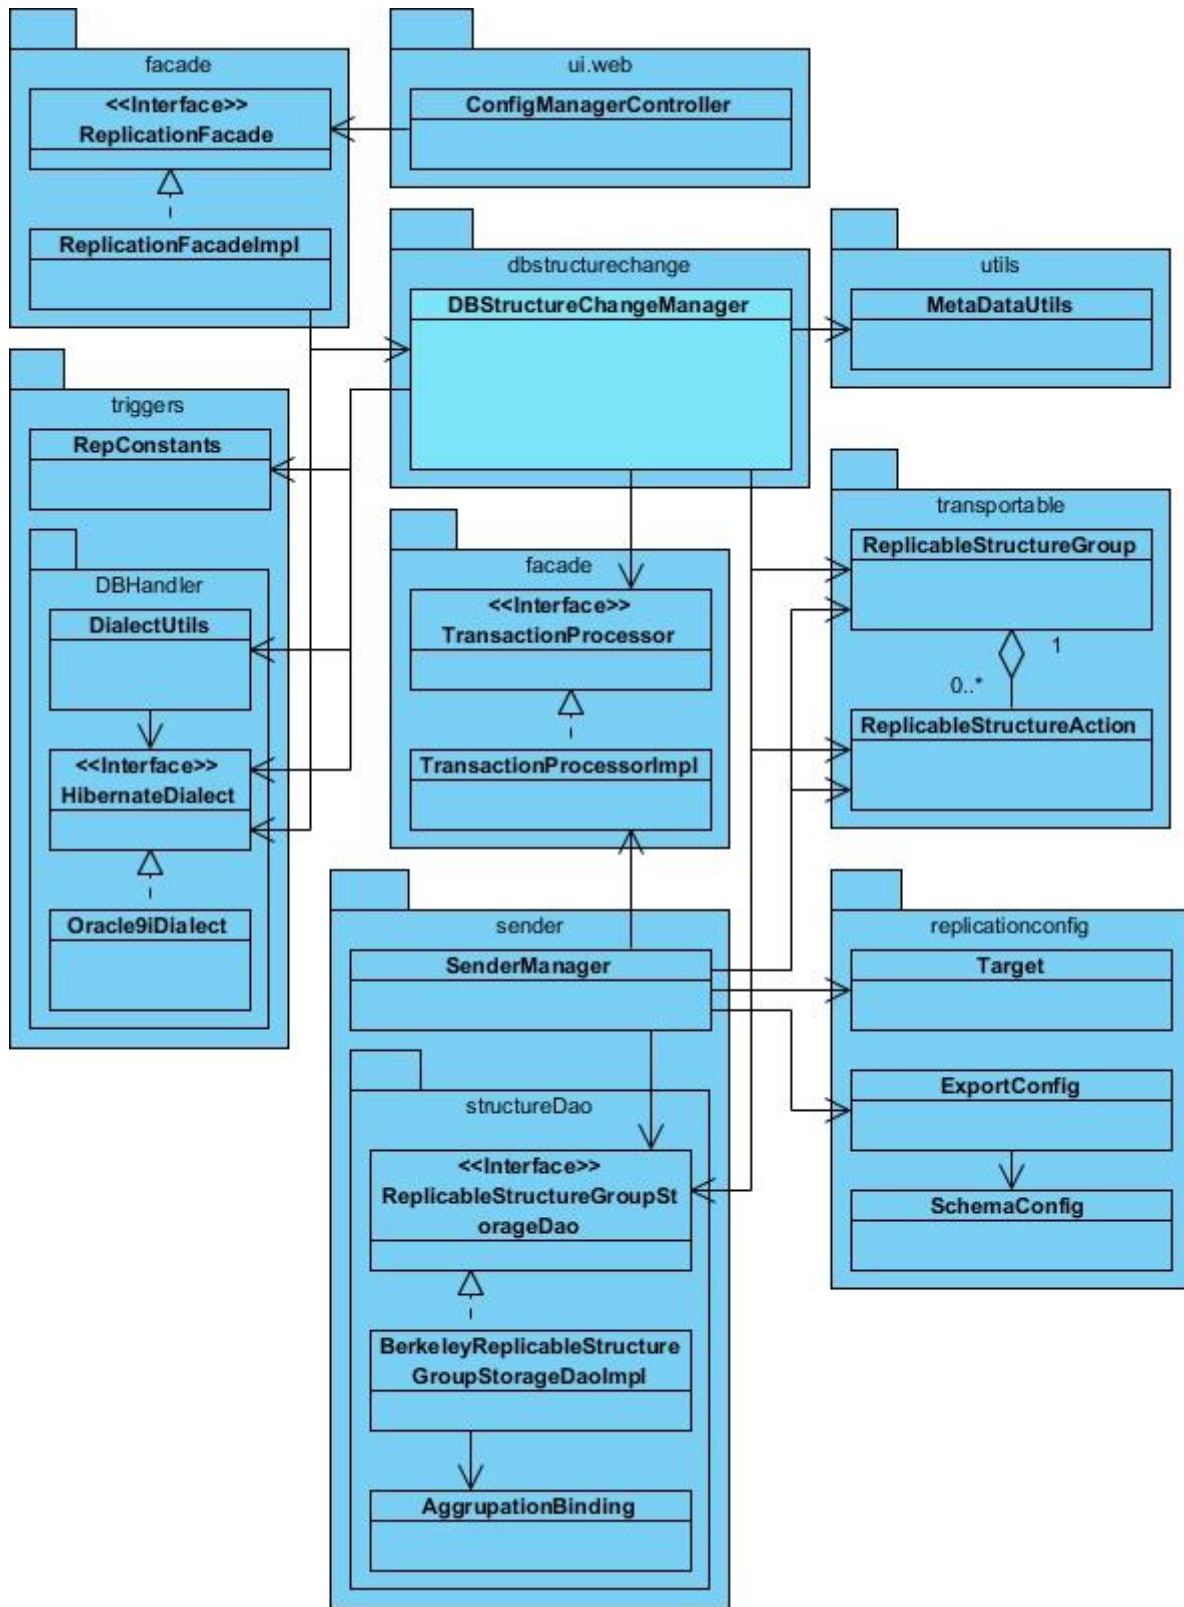 facade
<<Interface>>
ReplicationFacade
ReplicationFacadeImpl
ui.web
ConfigManagerController
dbstructurechange
DBStructureChangeManager
utils
MetaDataUtils
triggers
RepConstants
DBHandler
DialectUtils
<<Interface>>
HibernateDialect
Oracle9iDialect
facade
<<Interface>>
TransactionProcessor
TransactionProcessorImpl
transportable
ReplicableStructureGroup
1
0..*
ReplicableStructureAction
sender
SenderManager
structureDao
<<Interface>>
ReplicableStructureGroupSt
orageDao
BerkeleyReplicableStructure
GroupStorageDaoImpl
AggrupationBinding
replicationconfig
Target
ExportConfig
SchemaConfig